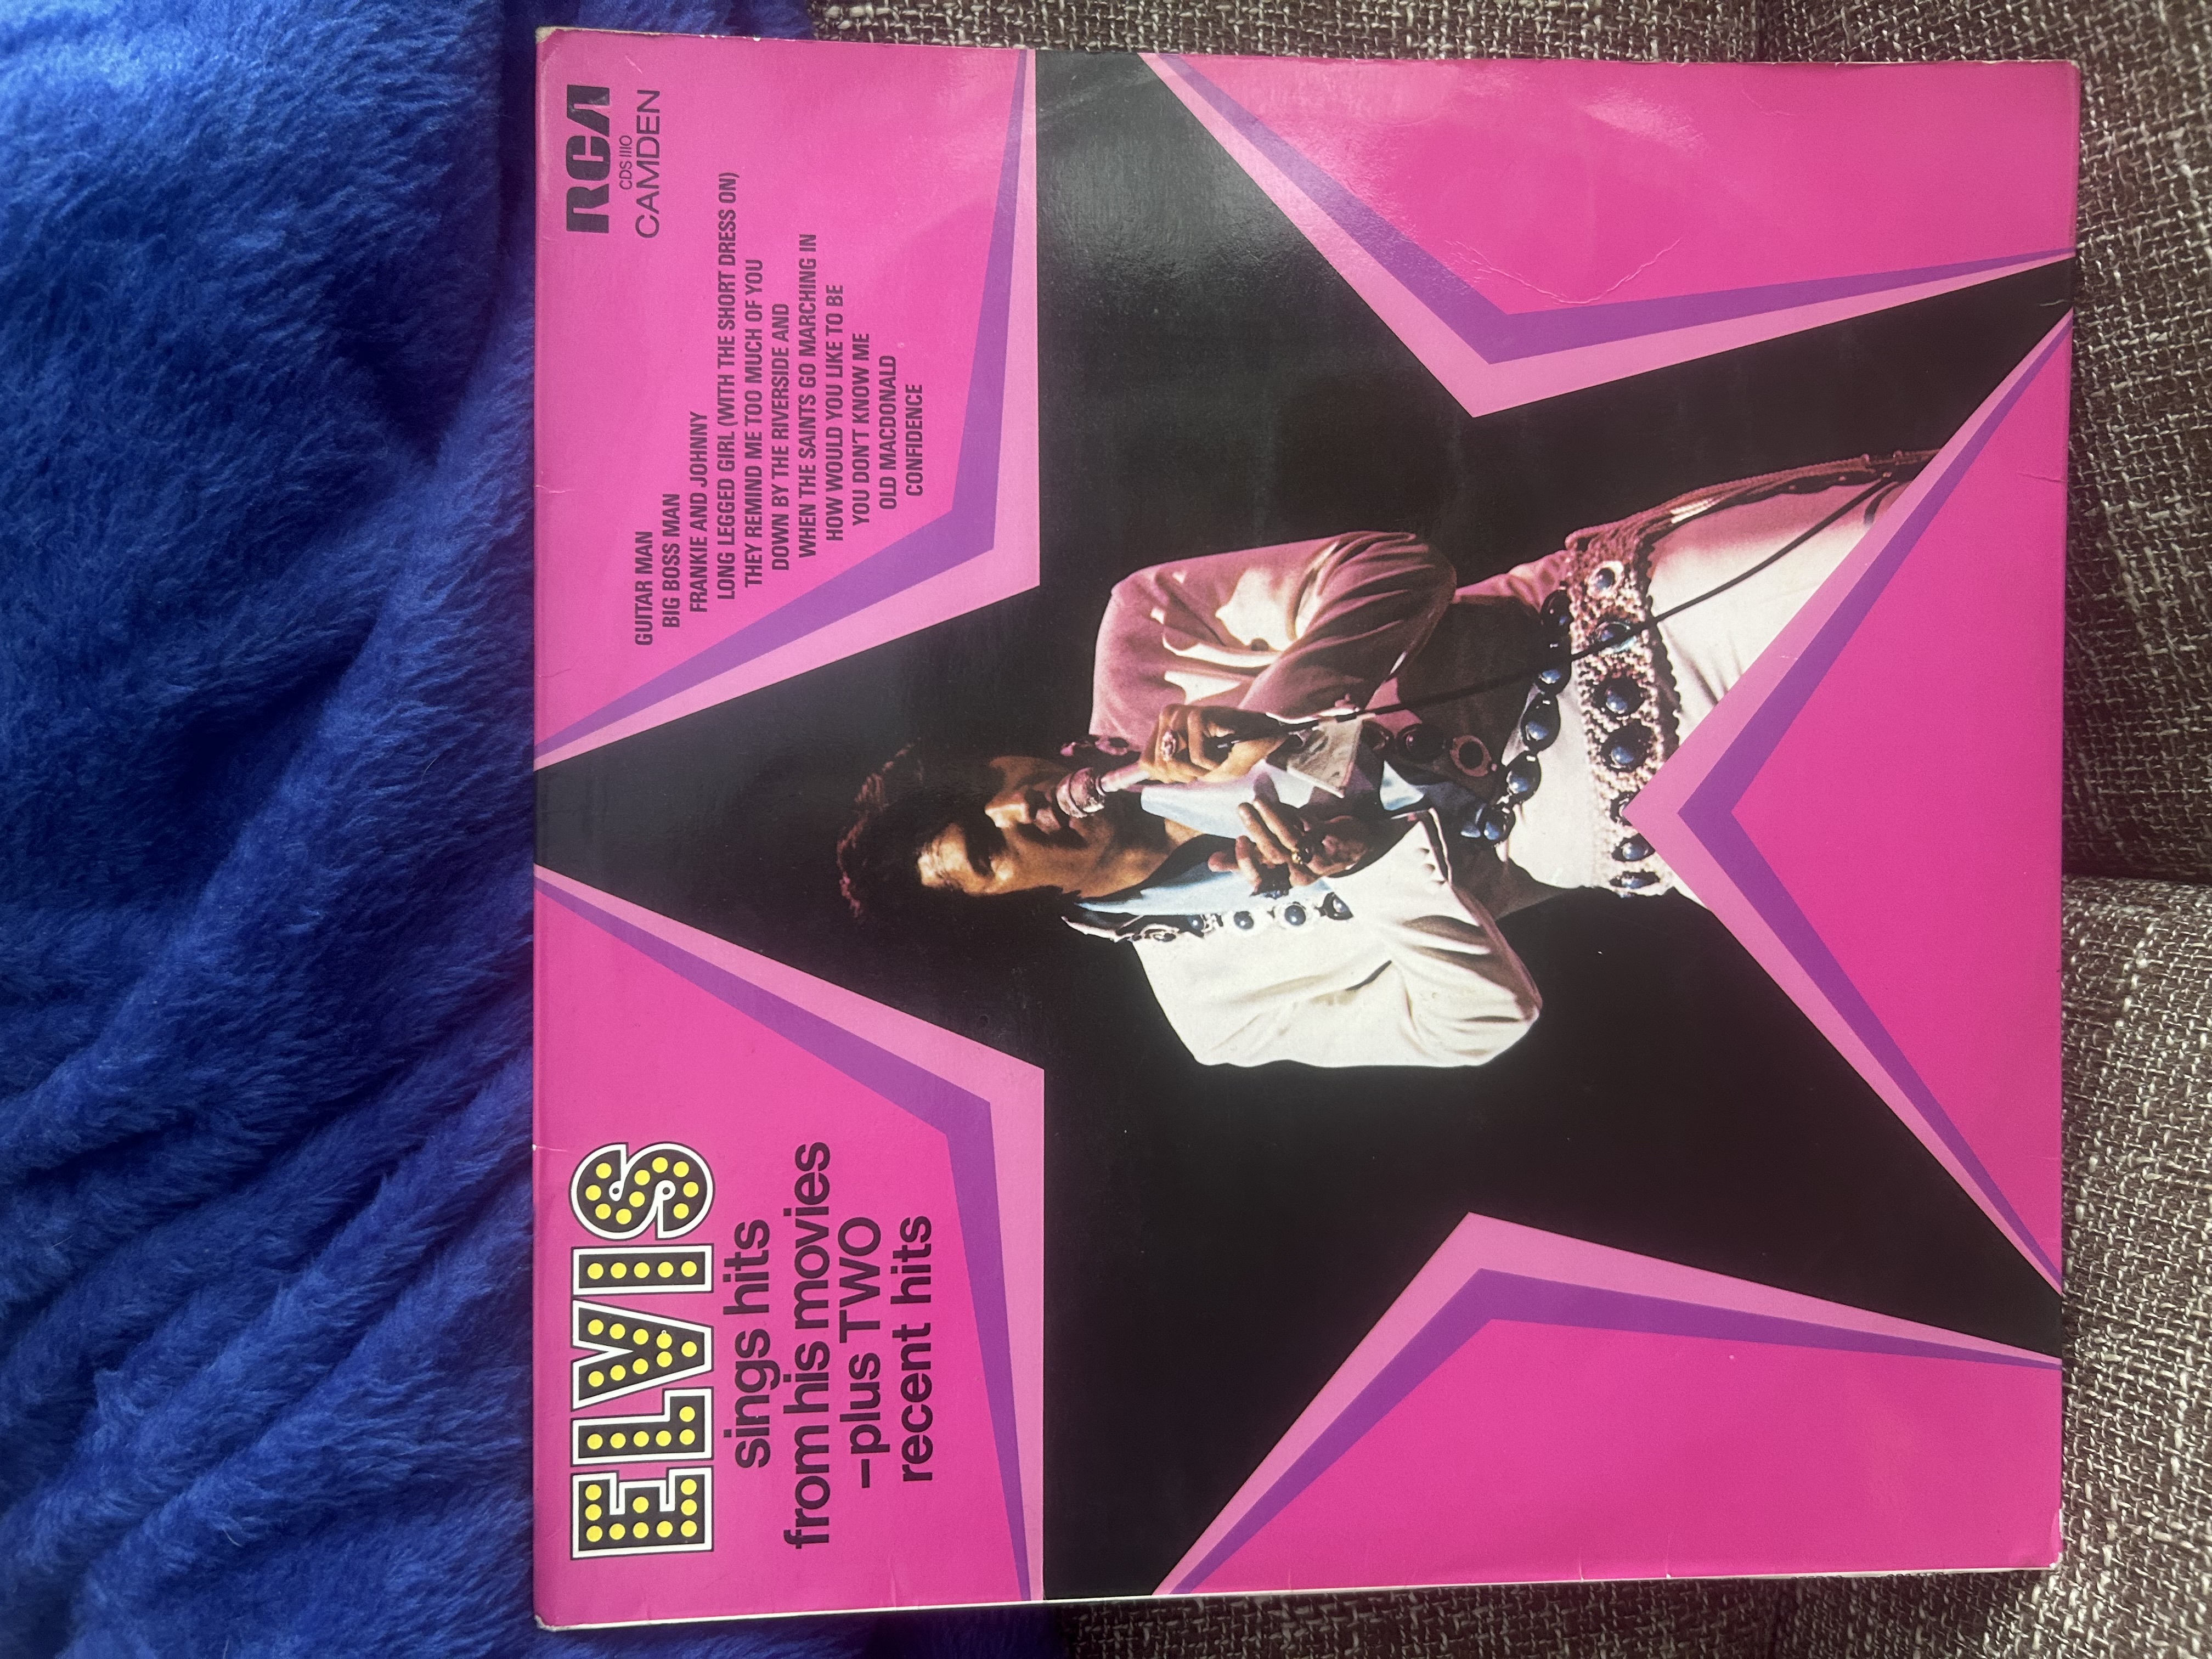 ELVIS
sings hits
from his movies
–plus TWO
recent hits
RCA
CDS 1110
CAMDEN
GUITAR MAN
BIG BOSS MAN
FRANKIE AND JOHNNY
LONG LEGGED GIRL (WITH THE SHORT DRESS ON)
THEY REMIND ME TOO MUCH OF YOU
DOWN BY THE RIVERSIDE AND
WHEN THE SAINTS GO MARCHING IN
HOW WOULD YOU LIKE TO BE
YOU DON'T KNOW ME
OLD MACDONALD
CONFIDENCE